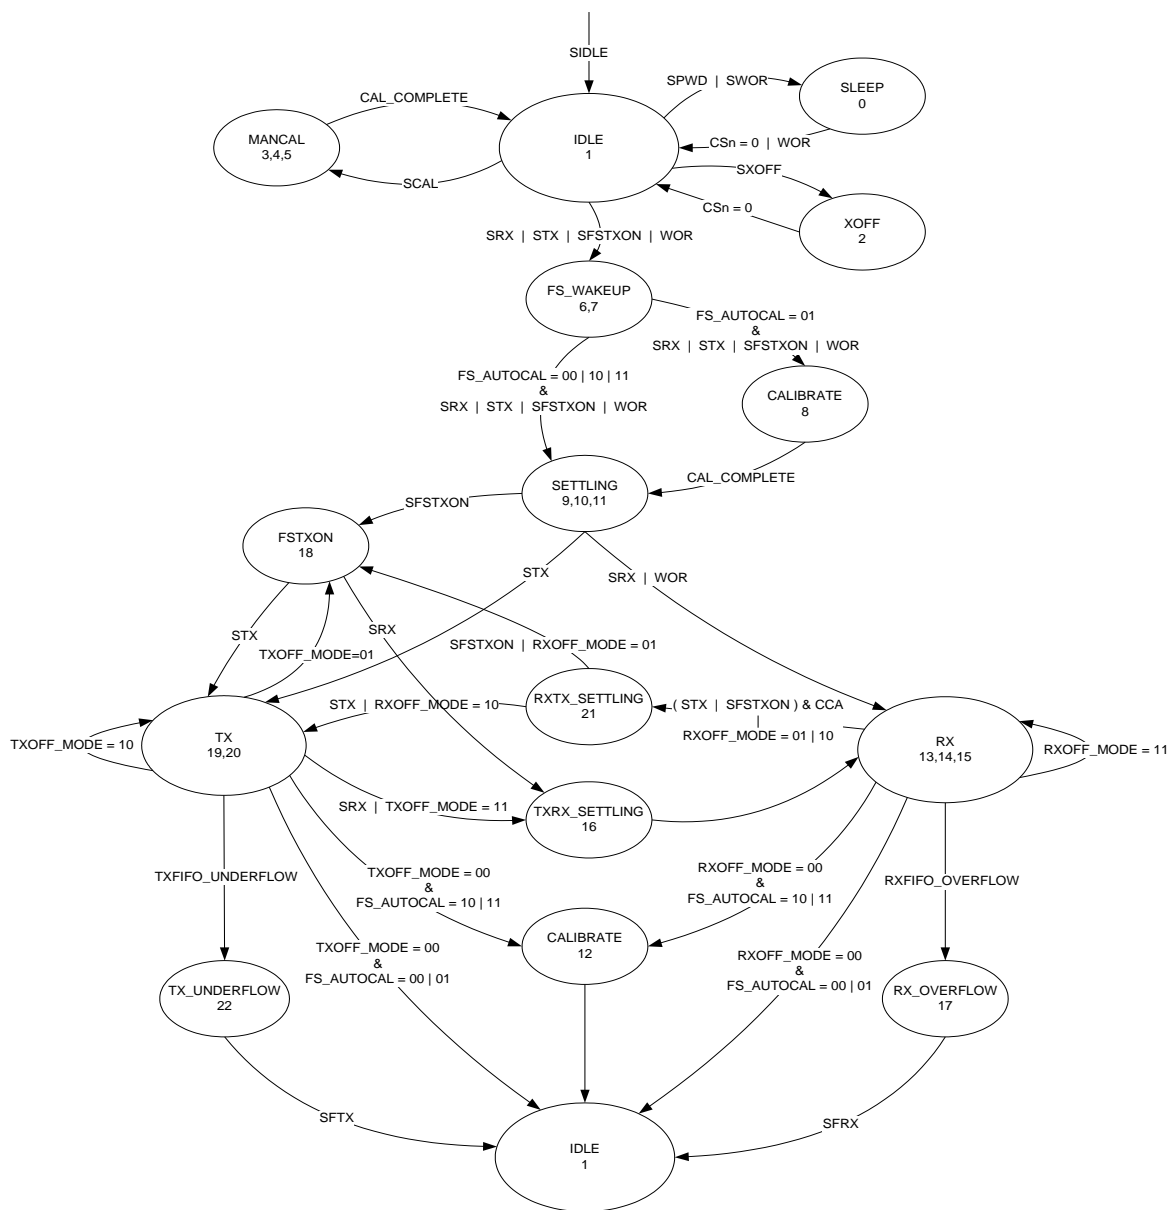 SIDLE
SPWD | SWOR
SLEEP
0
CAL_COMPLETE
MANCAL
3,4,5
IDLE
1
CSn = 0 | WOR
SCAL
SXOFF
CSn = 0
XOFF
2
SRX | STX | SFSTXON | WOR
FS_WAKEUP
6,7
FS_AUTOCAL = 01
&
SRX | STX | SFSTXON | WOR
FS_AUTOCAL = 00 | 10 | 11
&
SRX | STX | SFSTXON | WOR
CALIBRATE
8
CAL_COMPLETE
SETTLING
9,10,11
SFSTXON
FSTXON
18
STX
SRX | WOR
STX
SRX
TXOFF_MODE=01
SFSTXON | RXOFF_MODE = 01
RXTX_SETTLING
21
STX | RXOFF_MODE = 10
( STX | SFSTXON ) & CCA
|
RXOFF_MODE = 01 | 10
TXOFF_MODE = 10
TX
19,20
RX
13,14,15
RXOFF_MODE = 11
SRX | TXOFF_MODE = 11
TXRX_SETTLING
16
TXOFF_MODE = 00
&
FS_AUTOCAL = 10 | 11
RXOFF_MODE = 00
&
FS_AUTOCAL = 10 | 11
TXFIFO_UNDERFLOW
RXFIFO_OVERFLOW
TXOFF_MODE = 00
&
FS_AUTOCAL = 00 | 01
CALIBRATE
12
RXOFF_MODE = 00
&
FS_AUTOCAL = 00 | 01
TX_UNDERFLOW
22
RX_OVERFLOW
17
SFTX
SFRX
IDLE
1